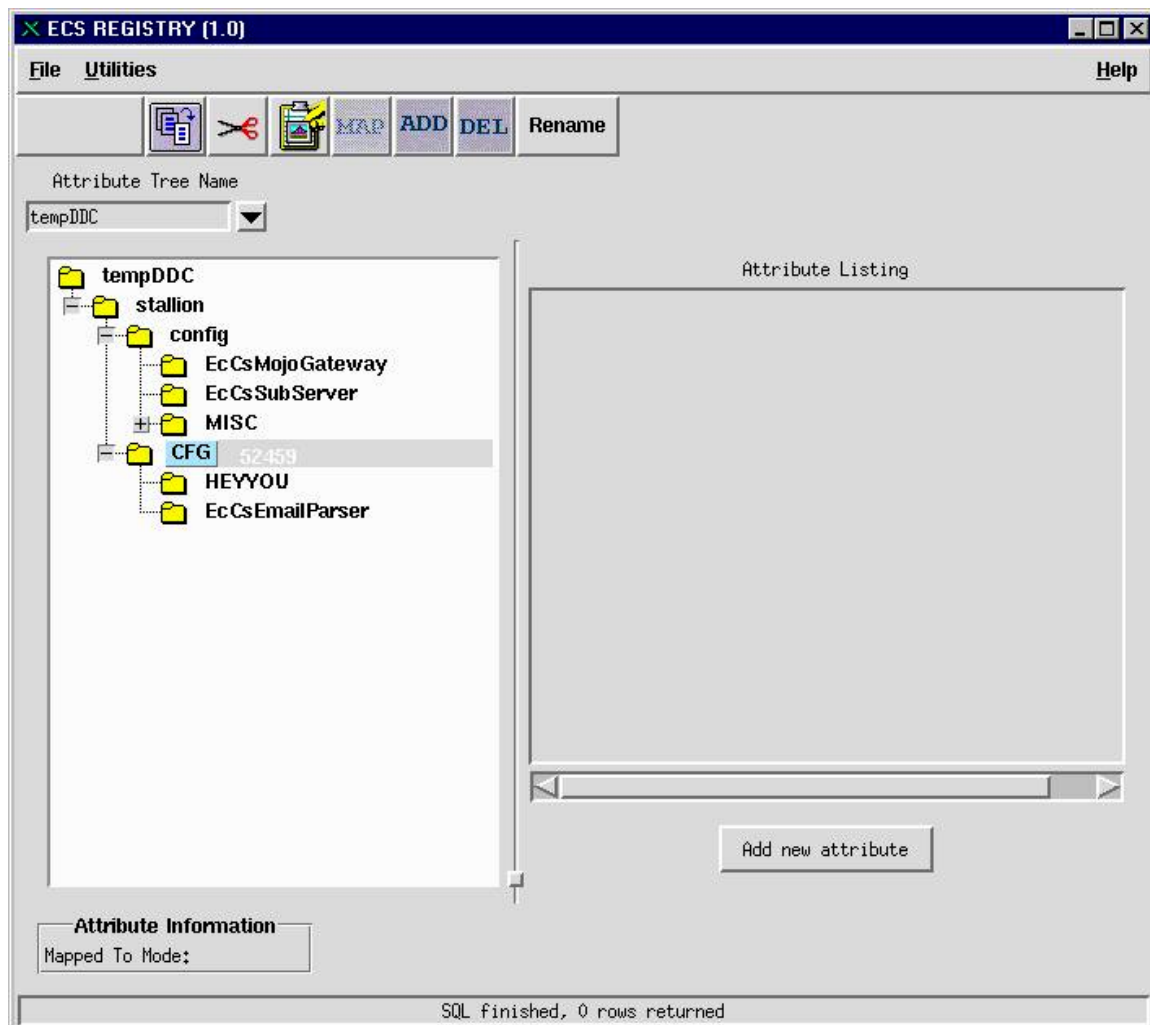 ECS REGISTRY (1.0)
File Utilities Help
MAP ADD DEL Rename
Attribute Tree Name
tempDDC
Attribute Listing
tempDDC
stallion
config
EcCsMojoGateway
EcCsSubServer
MISC
CFG 52459
HEYYOU
EcCsEmailParser
Add new attribute
Attribute Information
Mapped To Mode:
SQL finished, 0 rows returned